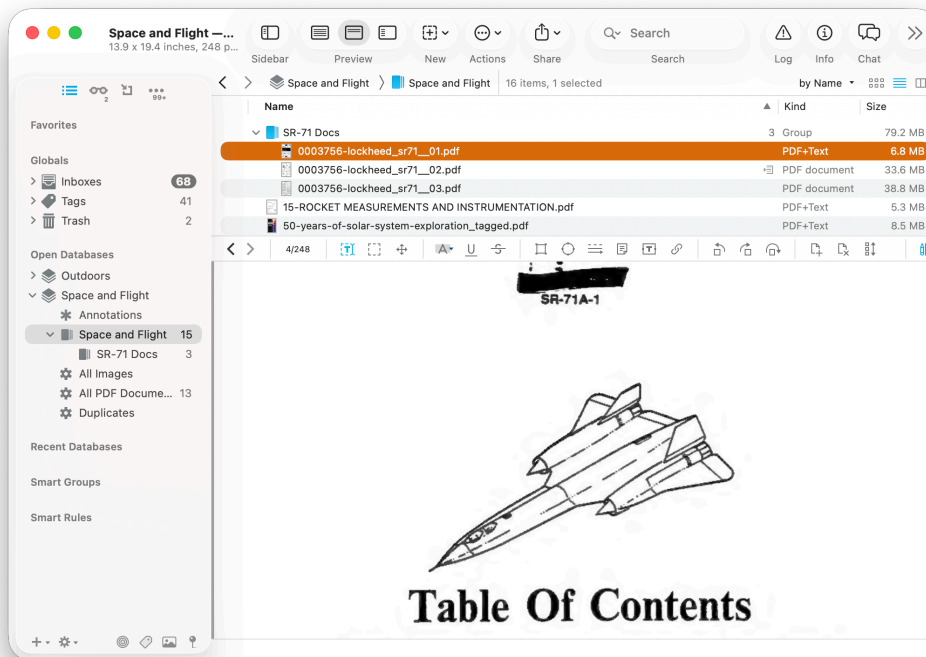 Space and Flight —...
13.9 x 19.4 inches, 248 p...
Sidebar
Preview
New
Actions
Share
Search
Search
Log
Info
Chat
2
99+
Favorites
Globals
Inboxes 68
Tags 41
Trash 2
Open Databases
Outdoors
Space and Flight
Annotations
Space and Flight 15
SR-71 Docs 3
All Images
All PDF Docume... 13
Duplicates
Recent Databases
Smart Groups
Smart Rules
Space and Flight Space and Flight 16 items, 1 selected by Name
Name Kind Size
SR-71 Docs 3 Group 79.2 MB
0003756-lockheed_sr71__01.pdf PDF+Text 6.8 MB
0003756-lockheed_sr71__02.pdf PDF document 33.6 MB
0003756-lockheed_sr71__03.pdf PDF document 38.8 MB
15-ROCKET MEASUREMENTS AND INSTRUMENTATION.pdf PDF+Text 5.3 MB
50-years-of-solar-system-exploration_tagged.pdf PDF+Text 8.5 MB
4/248
SR-71A-1
Table Of Contents